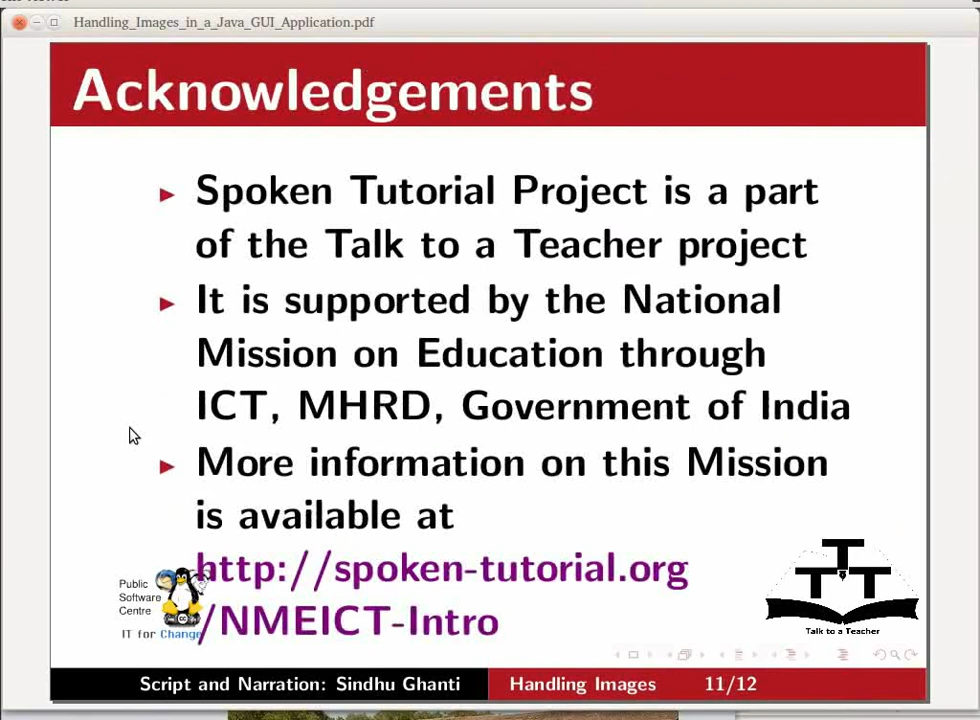 Handling_Images_in_a_Java_GUI_Application.pdf
Acknowledgements
Spoken Tutorial Project is a part
of the Talk to a Teacher project
It is supported by the National
Mission on Education through
ICT, MHRD, Government of India
More information on this Mission
is available at
http://spoken-tutorial.org
/NMEICT-Intro
Public
Software
Centre
IT for Change
Talk to a Teacher
Script and Narration: Sindhu Ghanti
Handling Images
11/12